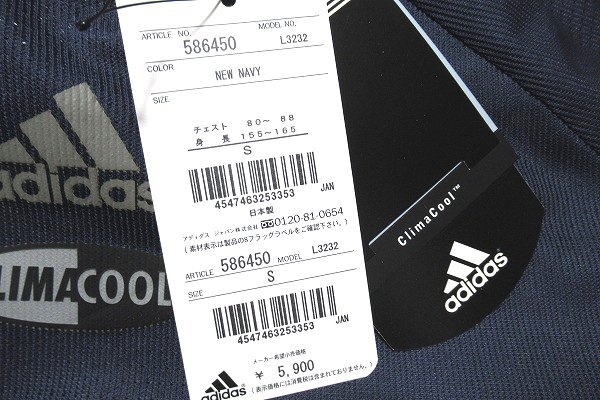 ARTICLE NO. MODEL NO.
586450 L3232
COLOR
NEW NAVY
SIZE
チェスト 80~ 88
身 長 155~165
S
4547463253353 JAN
日本製
アディダス ジャパン株式会社 0120-81-0654
(素材表示は製品のSフラッグラベルをご確認下さい。)
ARTICLE 586450 MODEL L3232
SIZE S
4547463253353 JAN
メーカー希望小売価格
¥ 5,900
(表示価格には消費税は含まれておりません。)
adidas
adidas
CLIMACOOL
ClimaCool™
adidas